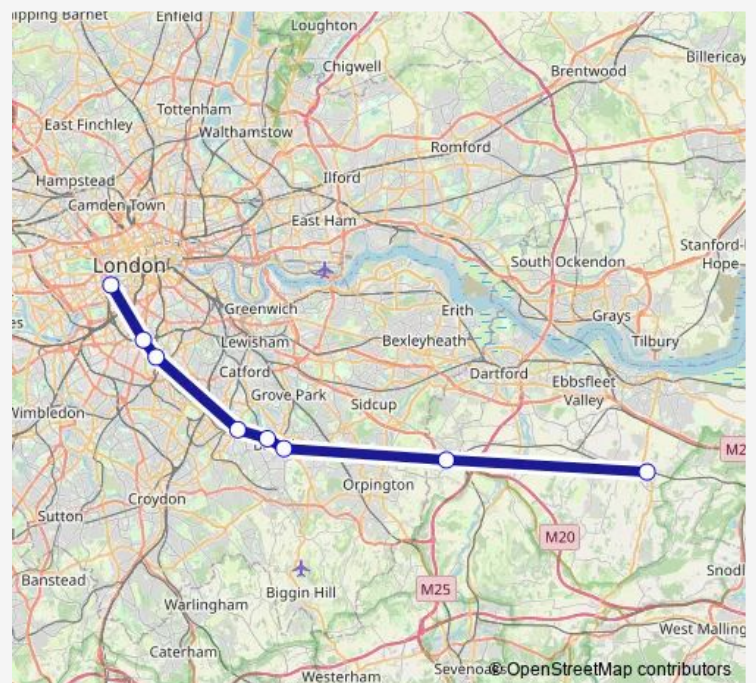 ipping Barnet
Enfield
Loughton
Chigwell
Brentwood
Billericay
Tottenham
East Finchley
Walthamstow
Romford
Hampstead
Ilford
Camden Town
East Ham
Stanford-l
Hope
London
South Ockendon
Greenwich
Erith
Grays
es
Lewisham
Bexleyheath
Tilbury
Catford
Dartford
Ebbsfleet
Valley
Grove Park
Sidcup
Wimbledon
M2
Orpington
Croydon
Sutton
M20
Banstead
Biggin Hill
M25
Snodl
Warlingham
West Malling
Caterham
Westerham
Sevenoaks
©OpenStreetMap contributors